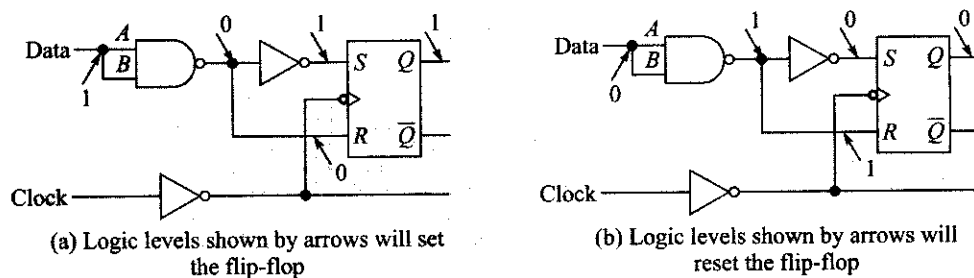 0 1 1
Data A
B S Q
1
R Q̅
0
Clock
(a) Logic levels shown by arrows will set
the flip-flop
1 0 0
Data A
B S Q
0
R Q̅
1
Clock
(b) Logic levels shown by arrows will
reset the flip-flop